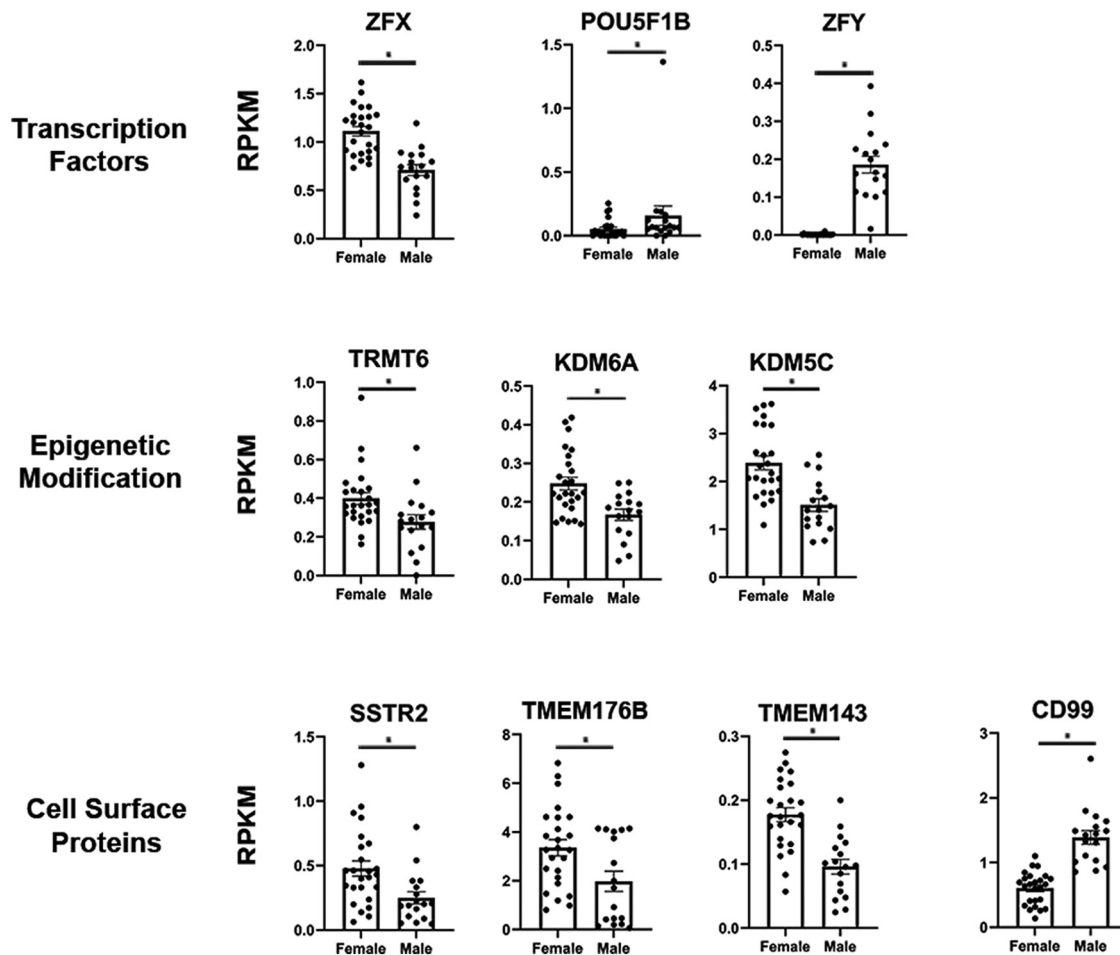 ZFX
POU5F1B
ZFY
Transcription
Factors
RPKM
2.0
1.5
1.0
0.5
0.0
*
Female Male
1.5
1.0
0.5
0.0
*
Female Male
0.5
0.4
0.3
0.2
0.1
0.0
*
Female Male
TRMT6
KDM6A
KDM5C
Epigenetic
Modification
RPKM
1.0
0.8
0.6
0.4
0.2
0.0
*
Female Male
0.5
0.4
0.3
0.2
0.1
0.0
*
Female Male
4
3
2
1
0
*
Female Male
SSTR2
TMEM176B
TMEM143
CD99
Cell Surface
Proteins
RPKM
1.5
1.0
0.5
0.0
*
Female Male
8
6
4
2
0
*
Female Male
0.3
0.2
0.1
0.0
*
Female Male
3
2
1
0
*
Female Male